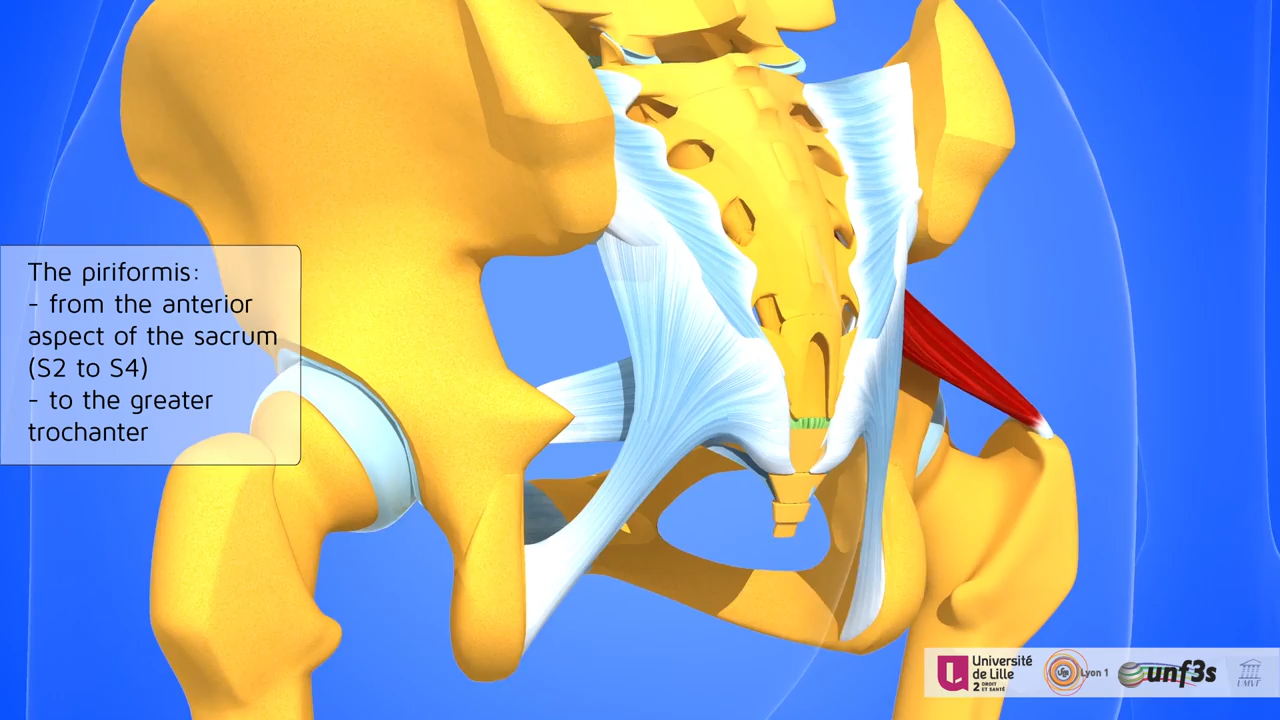 The piriformis:
- from the anterior
aspect of the sacrum
(S2 to S4)
- to the greater
trochanter
Université
de Lille
2 DROIT
ET SANTÉ
Lyon 1
unf3s
UMVF